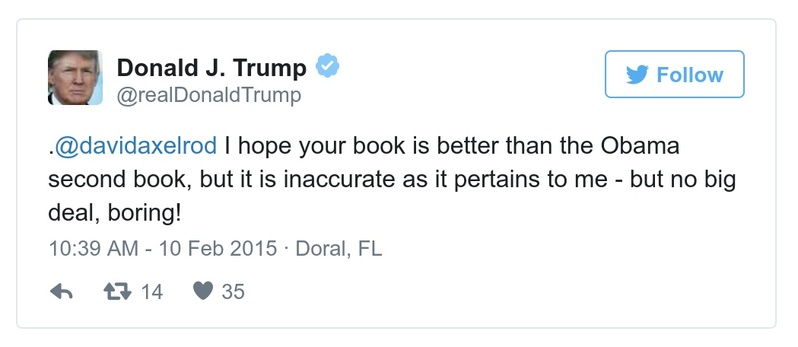 Donald J. Trump
@realDonaldTrump
Follow
.@davidaxelrod I hope your book is better than the Obama
second book, but it is inaccurate as it pertains to me - but no big
deal, boring!
10:39 AM - 10 Feb 2015 · Doral, FL
14 35